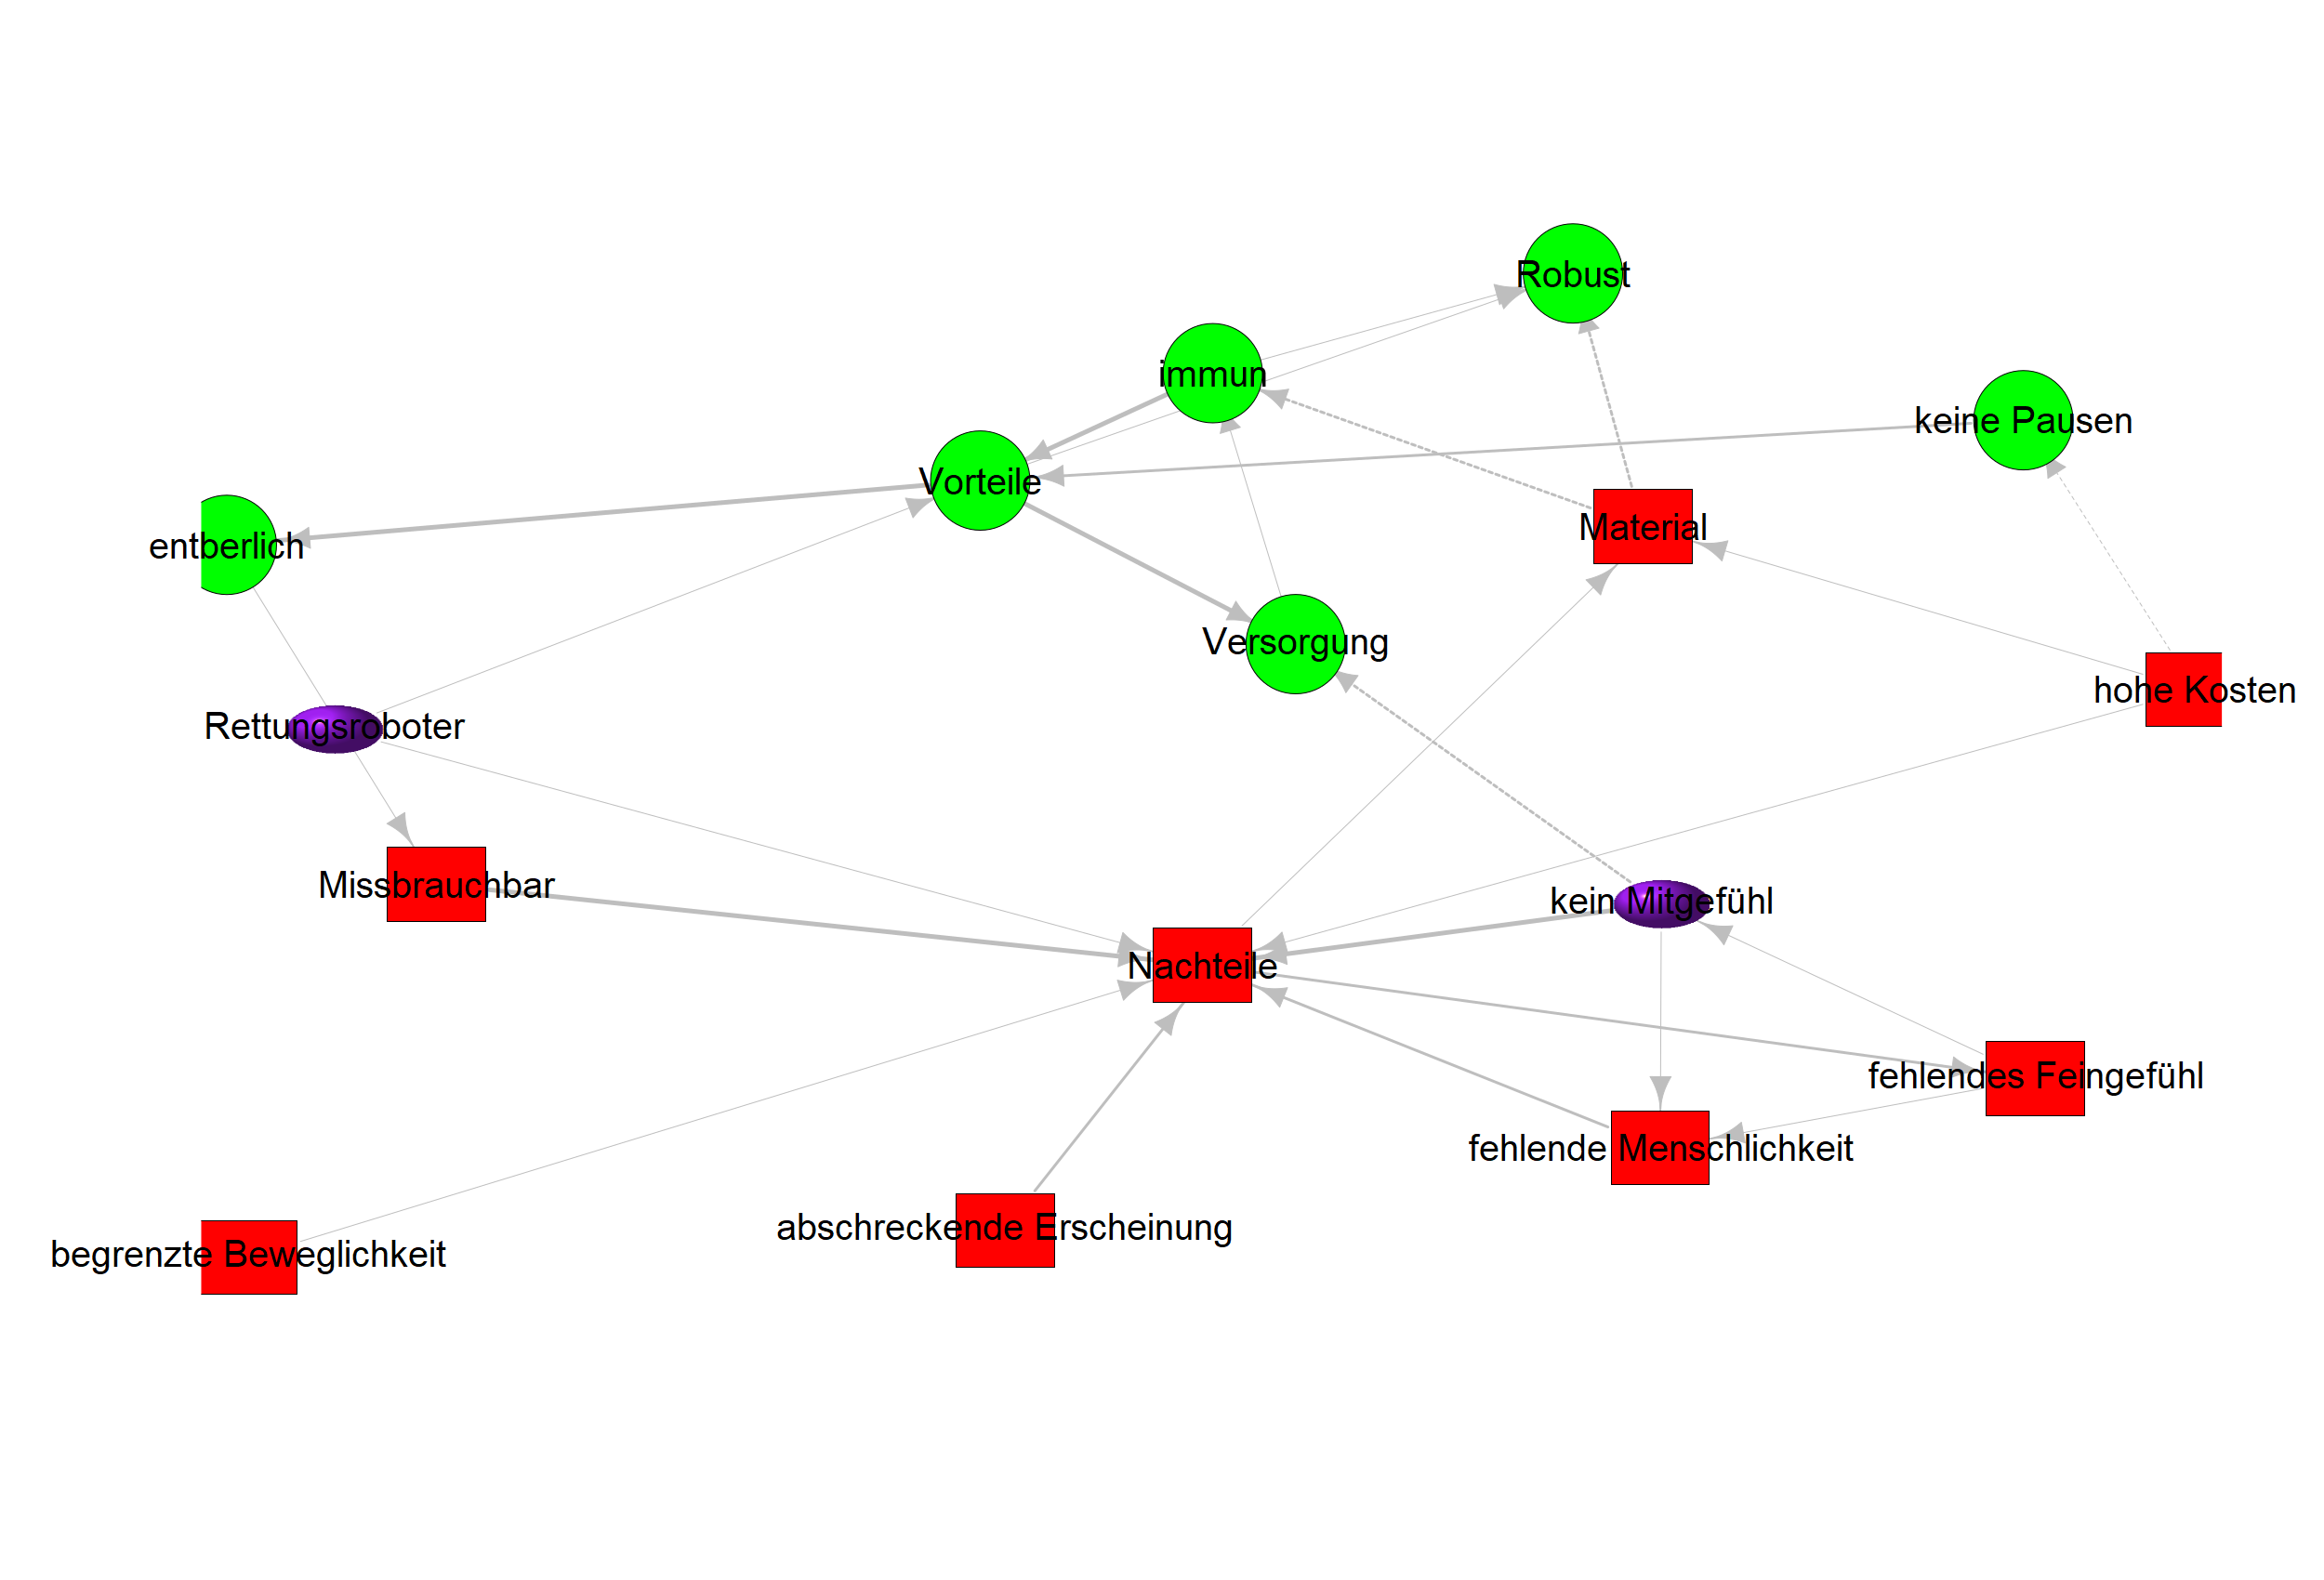 Robust
immun
keine Pausen
Vorteile
Material
entberlich
Versorgung
hohe Kosten
Rettungsroboter
Missbrauchbar
kein Mitgefühl
Nachteile
fehlendes Feingefühl
fehlende Menschlichkeit
abschreckende Erscheinung
begrenzte Beweglichkeit